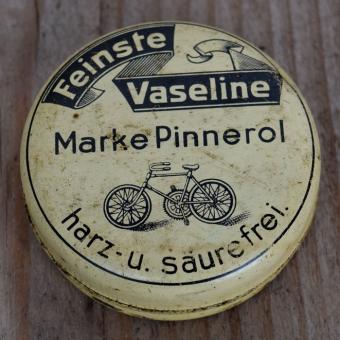 Feinste
Vaseline
Marke Pinnerol
harz- u. säurefrei.